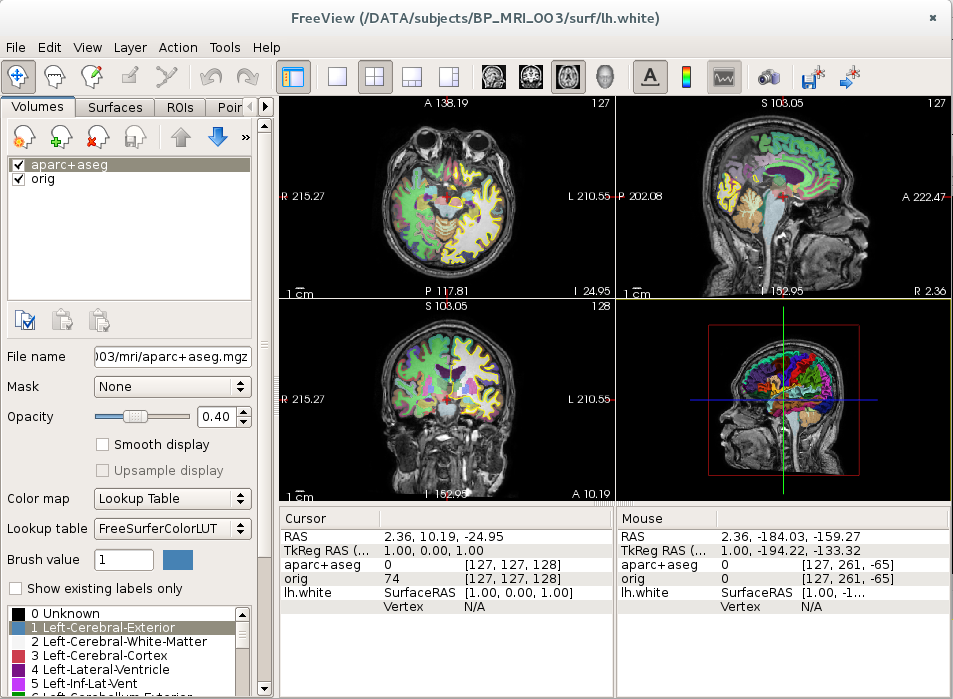 FreeView (/DATA/subjects/BP_MRI_003/surf/lh.white)
File Edit View Layer Action Tools Help
Volumes Surfaces ROIs Poin
A 138.19 127
R 215.27 L 210.55
P 117.81 I 24.95
1 cm
S 103.05 127
P 202.08 A 222.47
I 152.95 R 2.36
1 cm
S 103.05 128
R 215.27 L 210.55
I 152.95 A 10.19
1 cm
aparc+aseg
orig
File name )03/mri/aparc+aseg.mgz
Mask None
Opacity 0.40
Smooth display
Upsample display
Color map Lookup Table
Lookup table FreeSurferColorLUT
Brush value 1
Show existing labels only
0 Unknown
1 Left-Cerebral-Exterior
2 Left-Cerebral-White-Matter
3 Left-Cerebral-Cortex
4 Left-Lateral-Ventricle
5 Left-Inf-Lat-Vent
6 Left-Cerebellum-Exterior
Cursor
RAS 2.36, 10.19, -24.95
TkReg RAS (... 1.00, 0.00, 1.00
aparc+aseg 0 [127, 127, 128]
orig 74 [127, 127, 128]
lh.white SurfaceRAS [1.00, 0.00, 1.00]
Vertex N/A
Mouse
RAS 2.36, -184.03, -159.27
TkReg RAS (... 1.00, -194.22, -133.32
aparc+aseg 0 [127, 261, -65]
orig 0 [127, 261, -65]
lh.white SurfaceRAS [1.00, -1...
Vertex N/A